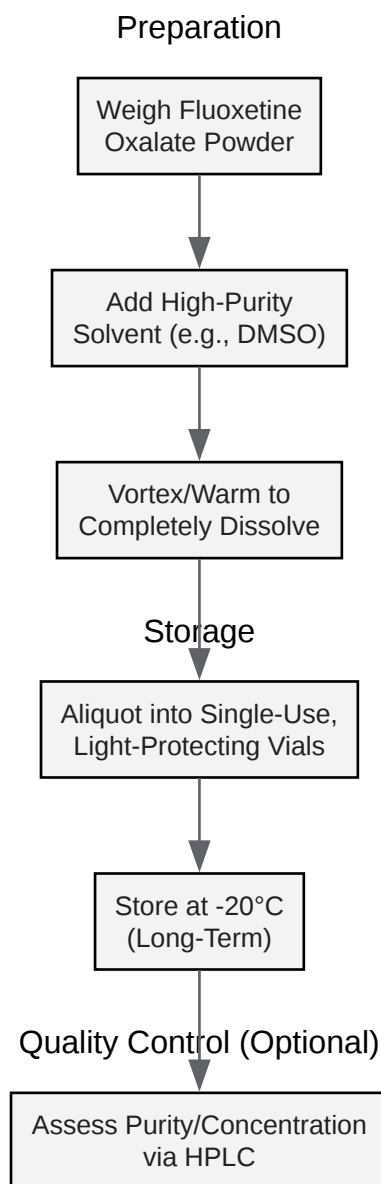 Preparation
Weigh Fluoxetine
Oxalate Powder
Add High-Purity
Solvent (e.g., DMSO)
Vortex/Warm to
Completely Dissolve
Storage
Aliquot into Single-Use,
Light-Protecting Vials
Store at -20°C
(Long-Term)
Quality Control (Optional)
Assess Purity/Concentration
via HPLC